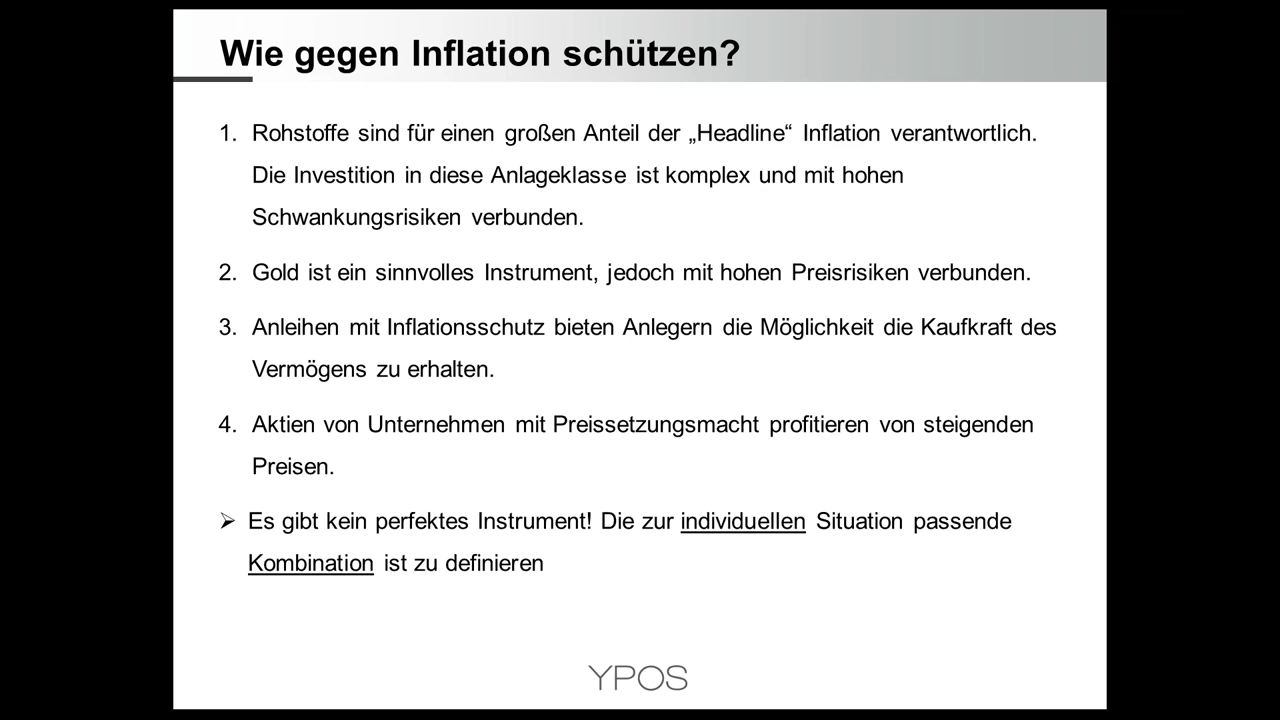 Wie gegen Inflation schützen?
1. Rohstoffe sind für einen großen Anteil der „Headline“ Inflation verantwortlich.
Die Investition in diese Anlageklasse ist komplex und mit hohen
Schwankungsrisiken verbunden.
2. Gold ist ein sinnvolles Instrument, jedoch mit hohen Preisrisiken verbunden.
3. Anleihen mit Inflationsschutz bieten Anlegern die Möglichkeit die Kaufkraft des
Vermögens zu erhalten.
4. Aktien von Unternehmen mit Preissetzungsmacht profitieren von steigenden
Preisen.
➢ Es gibt kein perfektes Instrument! Die zur individuellen Situation passende
Kombination ist zu definieren
YPOS